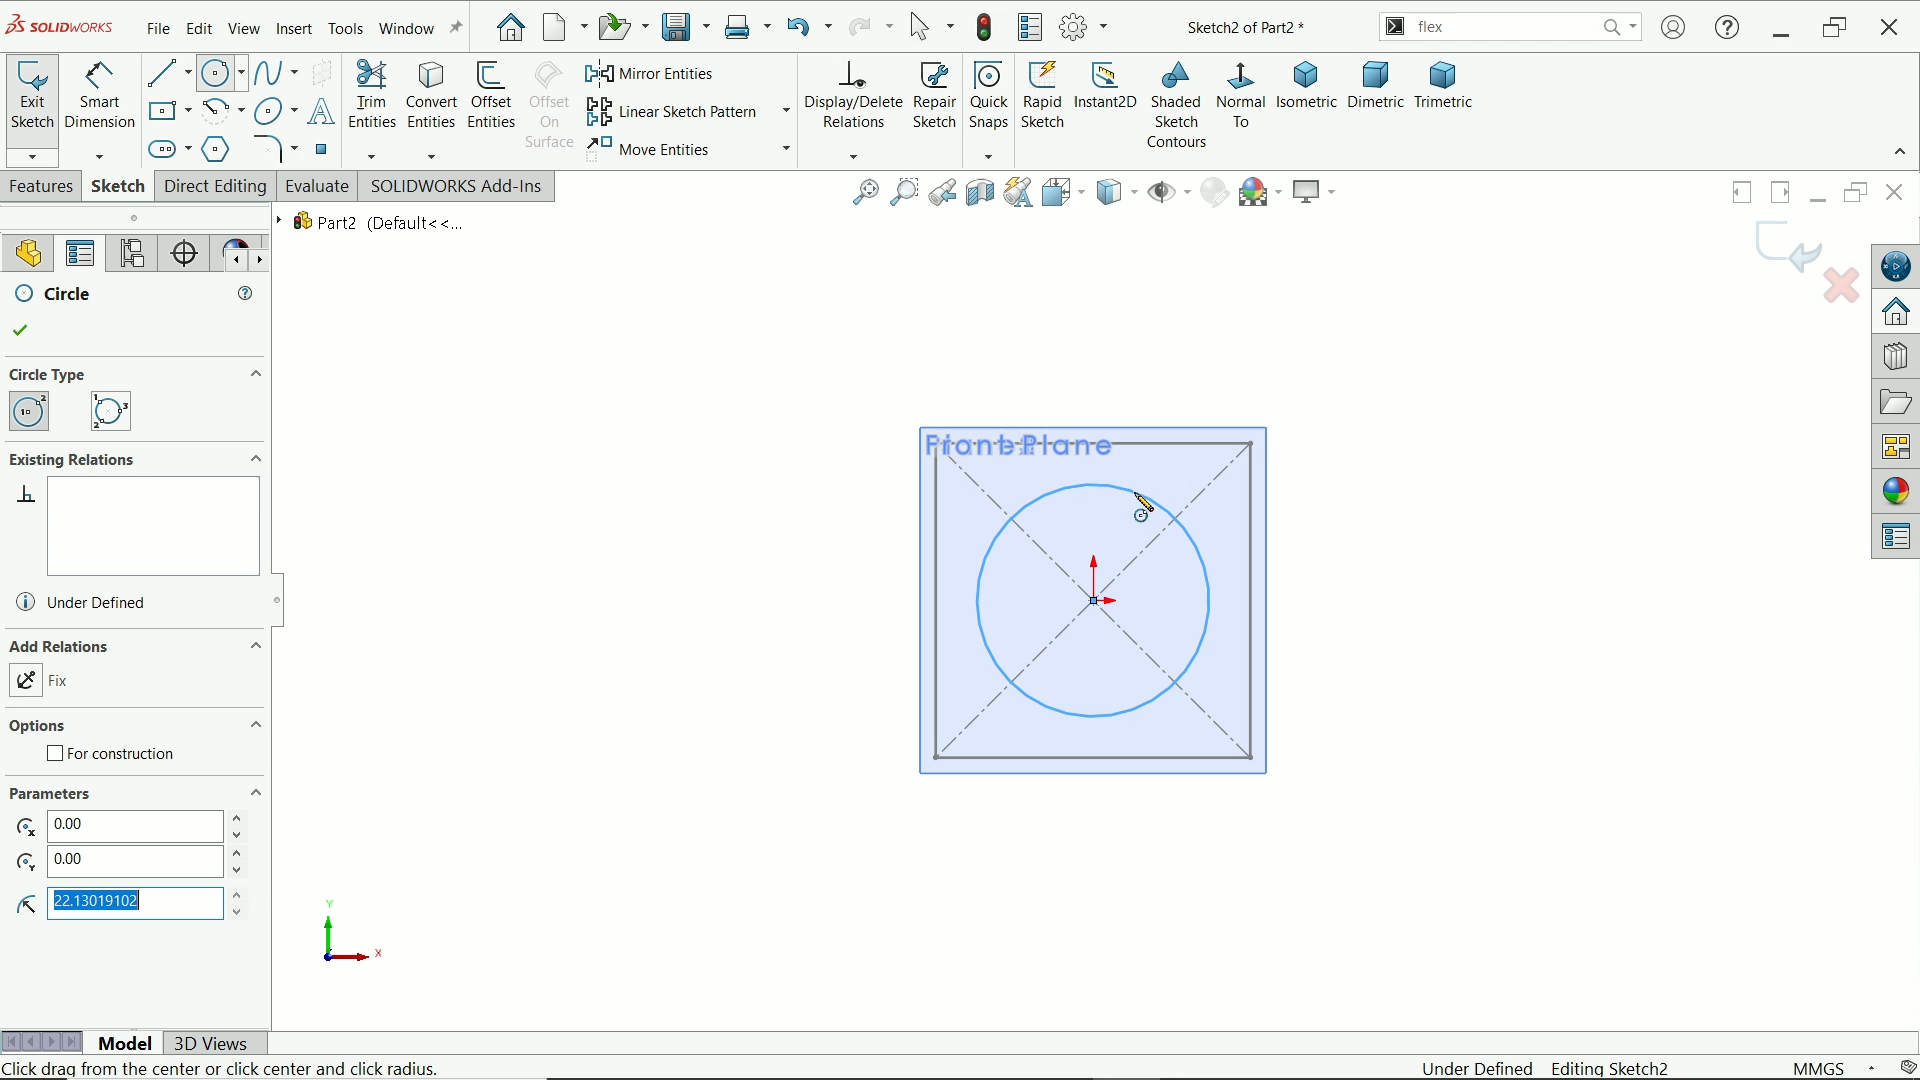 SOLIDWORKS
File Edit View Insert Tools Window
Sketch2 of Part2 *
flex
Exit Sketch
Smart Dimension
Trim Entities
Convert Entities
Offset Entities
Offset On Surface
Mirror Entities
Linear Sketch Pattern
Move Entities
Display/Delete Relations
Repair Sketch
Quick Snaps
Rapid Sketch
Instant2D
Shaded Sketch Contours
Normal To
Isometric
Dimetric
Trimetric
Features Sketch Direct Editing Evaluate SOLIDWORKS Add-Ins
Part2 (Default<<...
Circle
Circle Type
Existing Relations
Under Defined
Add Relations
Fix
Options
For construction
Parameters
0.00
0.00
22.13019102
Plane
Y
X
Model 3D Views
Click drag from the center or click center and click radius.
Under Defined Editing Sketch2 MMGS